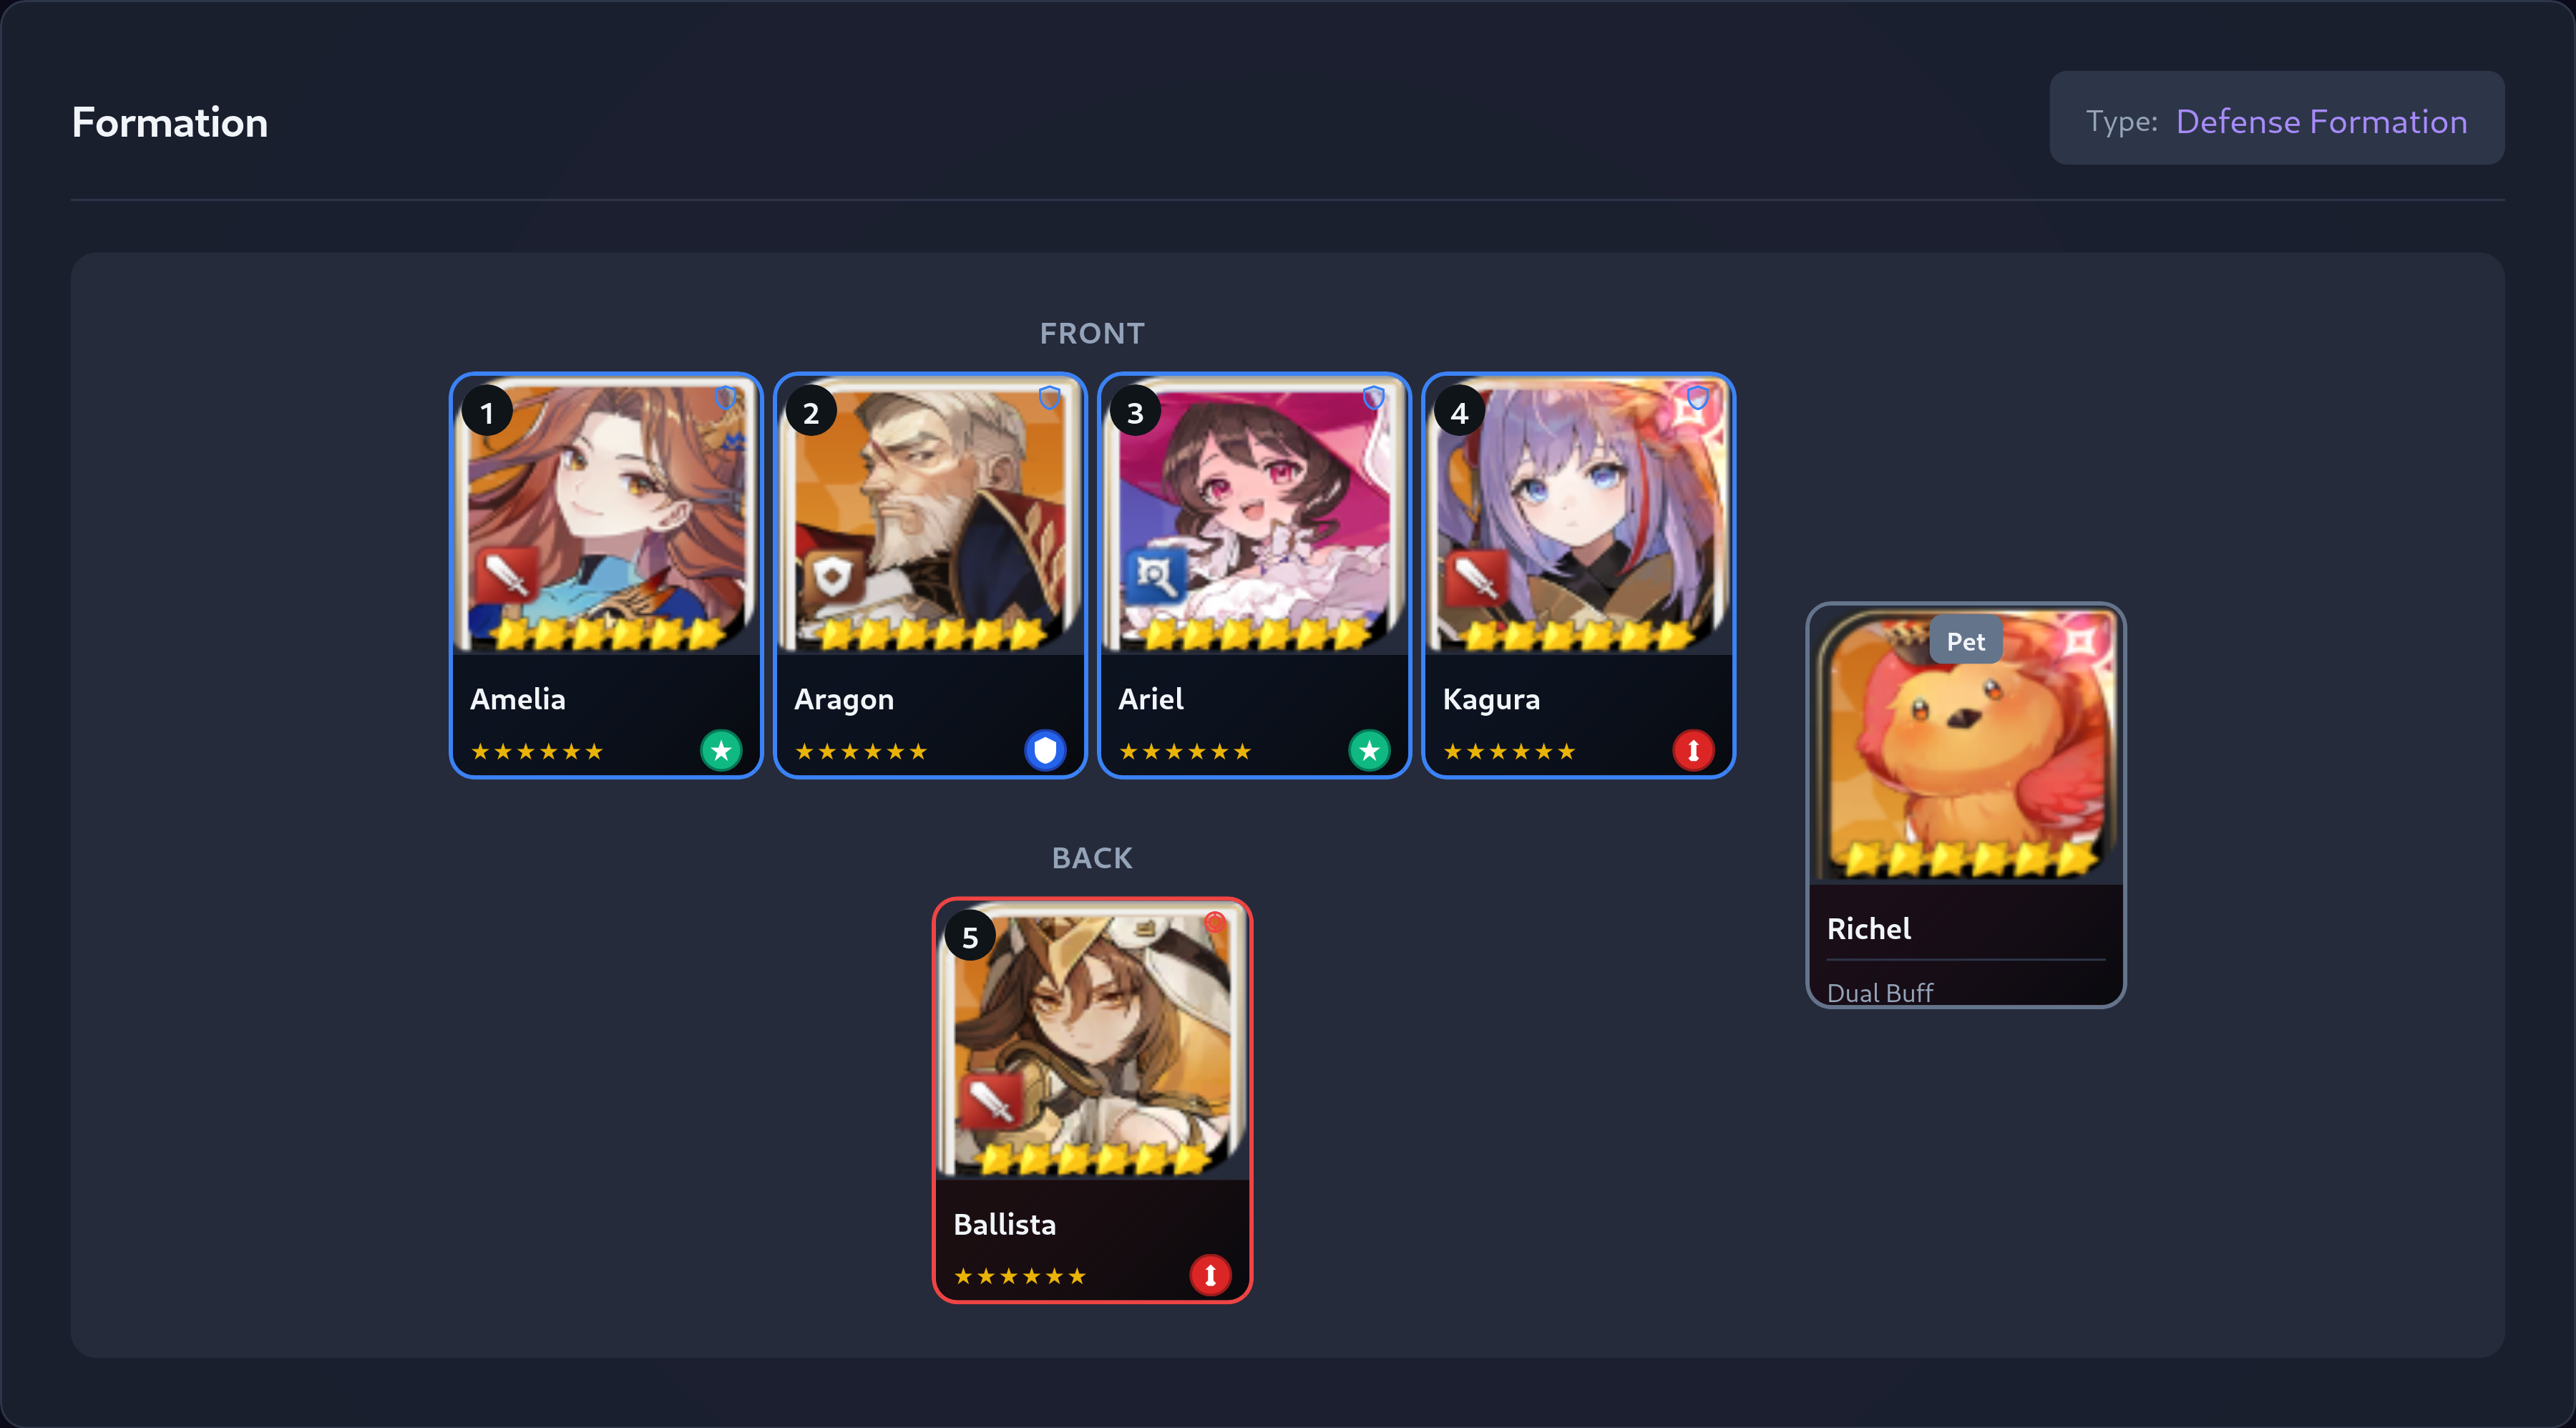 Formation
Type: Defense Formation
FRONT
1
2
3
4
Amelia
Aragon
Ariel
Kagura
★★★★★★
★★★★★★
★★★★★★
★★★★★★
Pet
Richel
Dual Buff
BACK
5
Ballista
★★★★★★